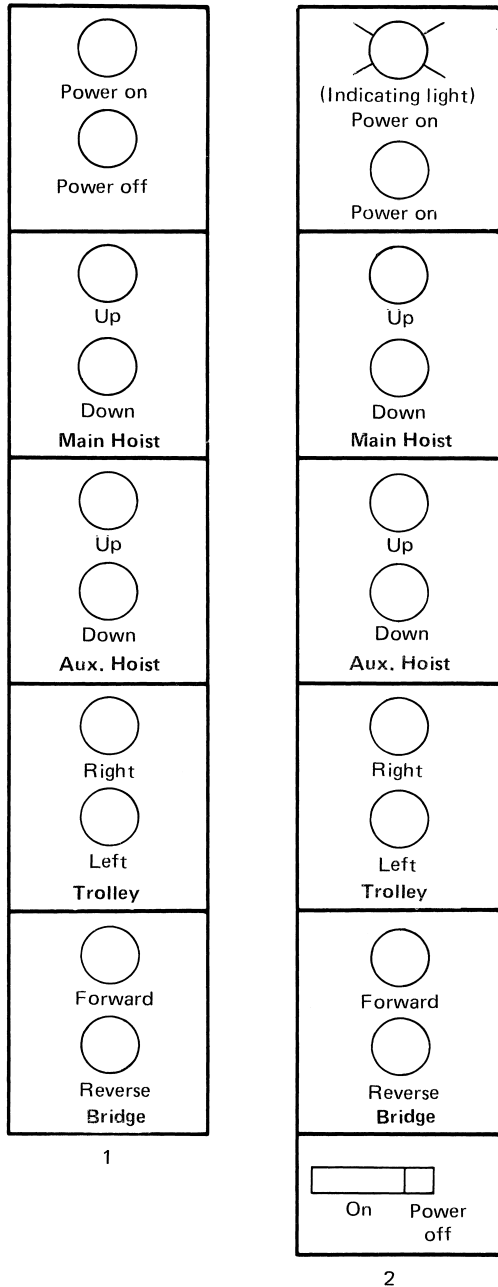 Power on
Power off
Up
Down
Main Hoist
Up
Down
Aux. Hoist
Right
Left
Trolley
Forward
Reverse
Bridge
1
(Indicating light)
Power on
Power on
Up
Down
Main Hoist
Up
Down
Aux. Hoist
Right
Left
Trolley
Forward
Reverse
Bridge
On Power
off
2